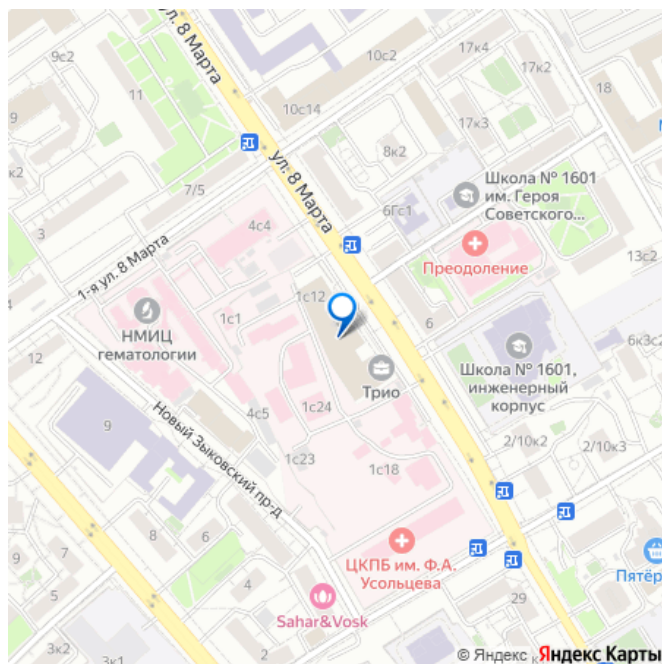 ул. 8 Марта
9с2
10с2
17к4
17к2
11
18
10с14
17к3
9
к2
8к2
ул. 8 Марта
7/5
Школа № 1601
им. Героя
Советского...
3
4с4
6Гс1
1-я ул. 8 Марта
Преодоление
13с2
1с12
1с1
НМИЦ
гематологии
6
6к3с2
12
Трио
Школа № 1601,
инженерный
корпус
9
Новый Зыковский пр-д
4с5
1с24
2/10к2
2/10к3
1с23
1с18
8
6
9
7
ЦКПБ им. Ф.А.
Усольцева
5
Пятёр
Sahar&Vosk
29
3к2
3к1
2
© Яндекс Яндекс Карты